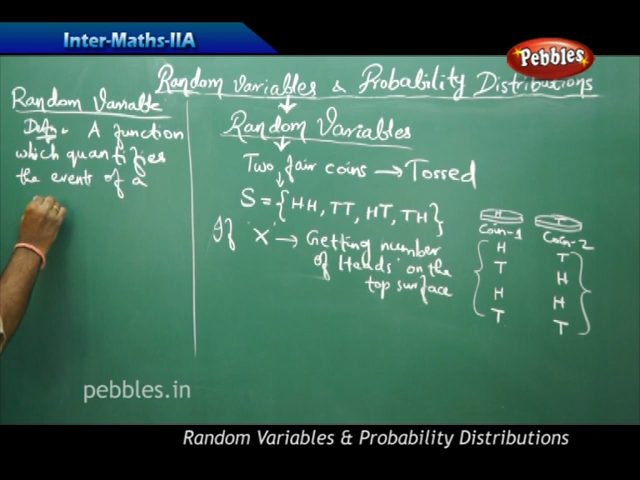 Inter-Maths-IIA
Pebbles
Random Variables & Probability Distributions
Random Variable
Defn:- A function
which quantifies
the events of a
Random Variables
Two fair coins → Tossed
S = {HH, TT, HT, TH}
If 'X' → Getting number
of 'Heads' on the
top surface
H T
Coin-1 Coin-2
H T
T H
H H
T T
pebbles.in
Random Variables & Probability Distributions